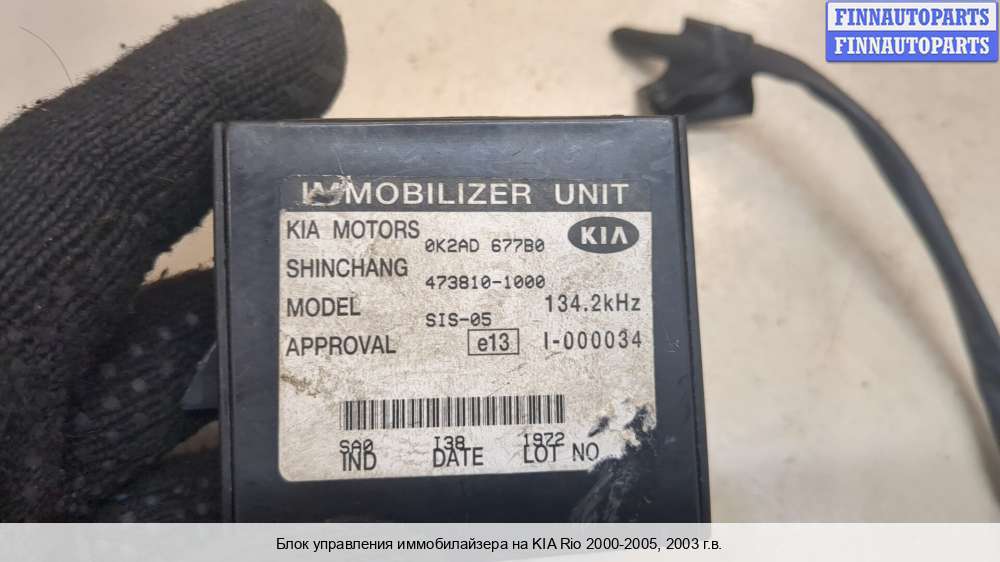 FINNAUTOPARTS
FINNAUTOPARTS
IMMOBILIZER UNIT
KIA MOTORS 0K2AD 677B0 KIA
SHINCHANG 473810-1000
MODEL SIS-05 134.2kHz
APPROVAL e13 I-000034
SA0 I38 1972
IND DATE LOT NO
Блок управления иммобилайзера на KIA Rio 2000-2005, 2003 г.в.